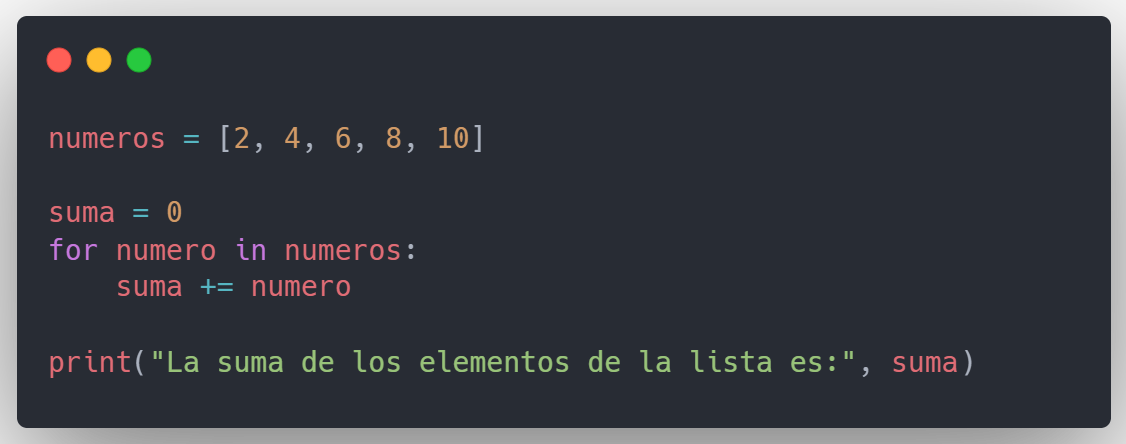 numeros = [2, 4, 6, 8, 10]
suma = 0
for numero in numeros:
    suma += numero
print("La suma de los elementos de la lista es:", suma)